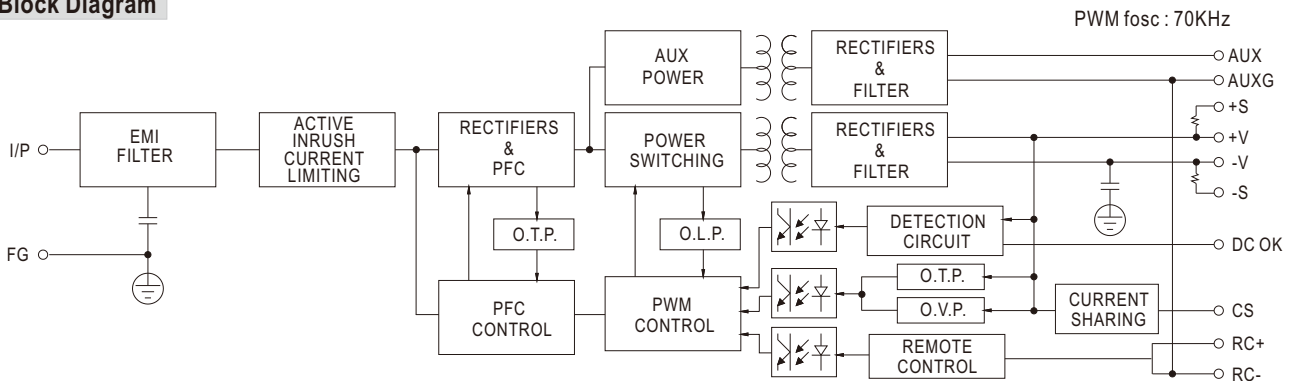 Block Diagram
PWM fosc : 70KHz
AUX
POWER
RECTIFIERS
&
FILTER
AUX
AUXG
+S
I/P
EMI
FILTER
ACTIVE
INRUSH
CURRENT
LIMITING
RECTIFIERS
&
PFC
POWER
SWITCHING
RECTIFIERS
&
FILTER
+V
-V
-S
FG
O.T.P.
O.L.P.
DETECTION
CIRCUIT
DC OK
PFC
CONTROL
PWM
CONTROL
O.T.P.
O.V.P.
CURRENT
SHARING
CS
REMOTE
CONTROL
RC+
RC-